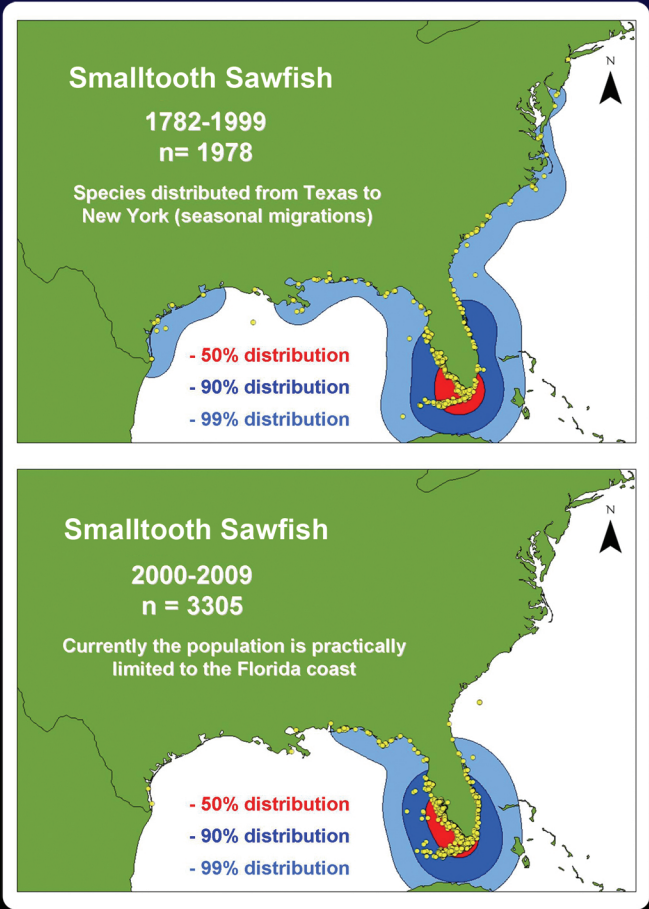 N
Smalltooth Sawfish
1782-1999
n= 1978
Species distributed from Texas to
New York (seasonal migrations)
- 50% distribution
- 90% distribution
- 99% distribution
N
Smalltooth Sawfish
2000-2009
n = 3305
Currently the population is practically
limited to the Florida coast
- 50% distribution
- 90% distribution
- 99% distribution